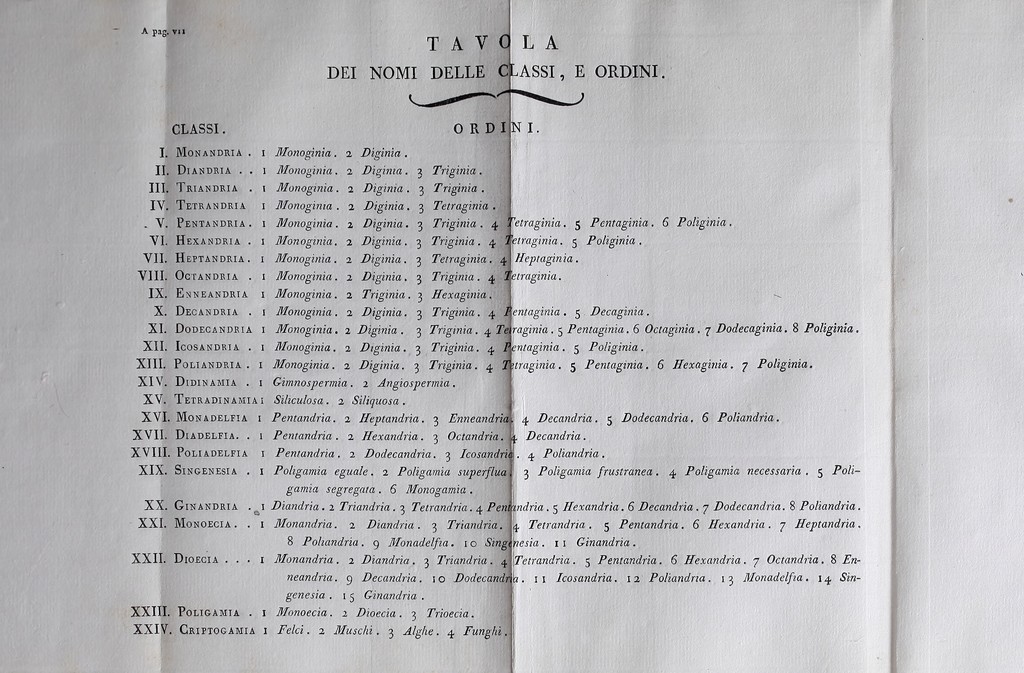 A pag. VII
TAVOLA
DEI NOMI DELLE CLASSI, E ORDINI.
CLASSI. ORDINI.
I. MONANDRIA . 1 Monoginia . 2 Diginia .
II. DIANDRIA . . 1 Monoginia . 2 Diginia . 3 Triginia .
III. TRIANDRIA . 1 Monoginia . 2 Diginia . 3 Triginia .
IV. TETRANDRIA 1 Monoginia . 2 Diginia . 3 Tetraginia .
V. PENTANDRIA . 1 Monoginia . 2 Diginia . 3 Triginia . 4 Tetraginia . 5 Pentaginia . 6 Poliginia .
VI. HEXANDRIA . 1 Monoginia . 2 Diginia . 3 Triginia . 4 Tetraginia . 5 Poliginia .
VII. HEPTANDRIA . 1 Monoginia . 2 Diginia . 3 Tetraginia . 4 Heptaginia .
VIII. OCTANDRIA . 1 Monoginia . 2 Diginia . 3 Triginia . 4 Tetraginia .
IX. ENNEANDRIA 1 Monoginia . 2 Triginia . 3 Hexaginia .
X. DECANDRIA . 1 Monoginia . 2 Diginia . 3 Triginia . 4 Pentaginia . 5 Decaginia .
XI. DODECANDRIA 1 Monoginia . 2 Diginia . 3 Triginia . 4 Tetraginia . 5 Pentaginia . 6 Octaginia . 7 Dodecaginia . 8 Poliginia .
XII. ICOSANDRIA . 1 Monoginia . 2 Diginia . 3 Triginia . 4 Pentaginia . 5 Poliginia .
XIII. POLIANDRIA . 1 Monoginia . 2 Diginia . 3 Triginia . 4 Tetraginia . 5 Pentaginia . 6 Hexaginia . 7 Poliginia .
XIV. DIDINAMIA . 1 Gimnospermia . 2 Angiospermia .
XV. TETRADINAMIA 1 Siliculosa . 2 Siliquosa .
XVI. MONADELFIA 1 Pentandria . 2 Heptandria . 3 Enneandria . 4 Decandria . 5 Dodecandria . 6 Poliandria .
XVII. DIADELFIA . . 1 Pentandria . 2 Hexandria . 3 Octandria . 4 Decandria .
XVIII. POLIADELFIA 1 Pentandria . 2 Dodecandria . 3 Icosandria . 4 Poliandria .
XIX. SINGENESIA . 1 Poligamia eguale . 2 Poligamia superflua . 3 Poligamia frustranea . 4 Poligamia necessaria . 5 Poli-
gamia segregata . 6 Monogamia .
XX. GINANDRIA . . 1 Diandria . 2 Triandria . 3 Tetrandria . 4 Pentandria . 5 Hexandria . 6 Decandria . 7 Dodecandria . 8 Poliandria .
XXI. MONOECIA . . 1 Monandria . 2 Diandria . 3 Triandria . 4 Tetrandria . 5 Pentandria . 6 Hexandria . 7 Heptandria .
8 Poliandria . 9 Monadelfia . 10 Singenesia . 11 Ginandria .
XXII. DIOECIA . . . 1 Monandria . 2 Diandria . 3 Triandria . 4 Tetrandria . 5 Pentandria . 6 Hexandria . 7 Octandria . 8 En-
neandria . 9 Decandria . 10 Dodecandria . 11 Icosandria . 12 Poliandria . 13 Monadelfia . 14 Sin-
genesia . 15 Ginandria .
XXIII. POLIGAMIA . 1 Monoecia . 2 Dioecia . 3 Trioecia .
XXIV. CRIPTOGAMIA 1 Felci . 2 Muschi . 3 Alghe . 4 Funghi .